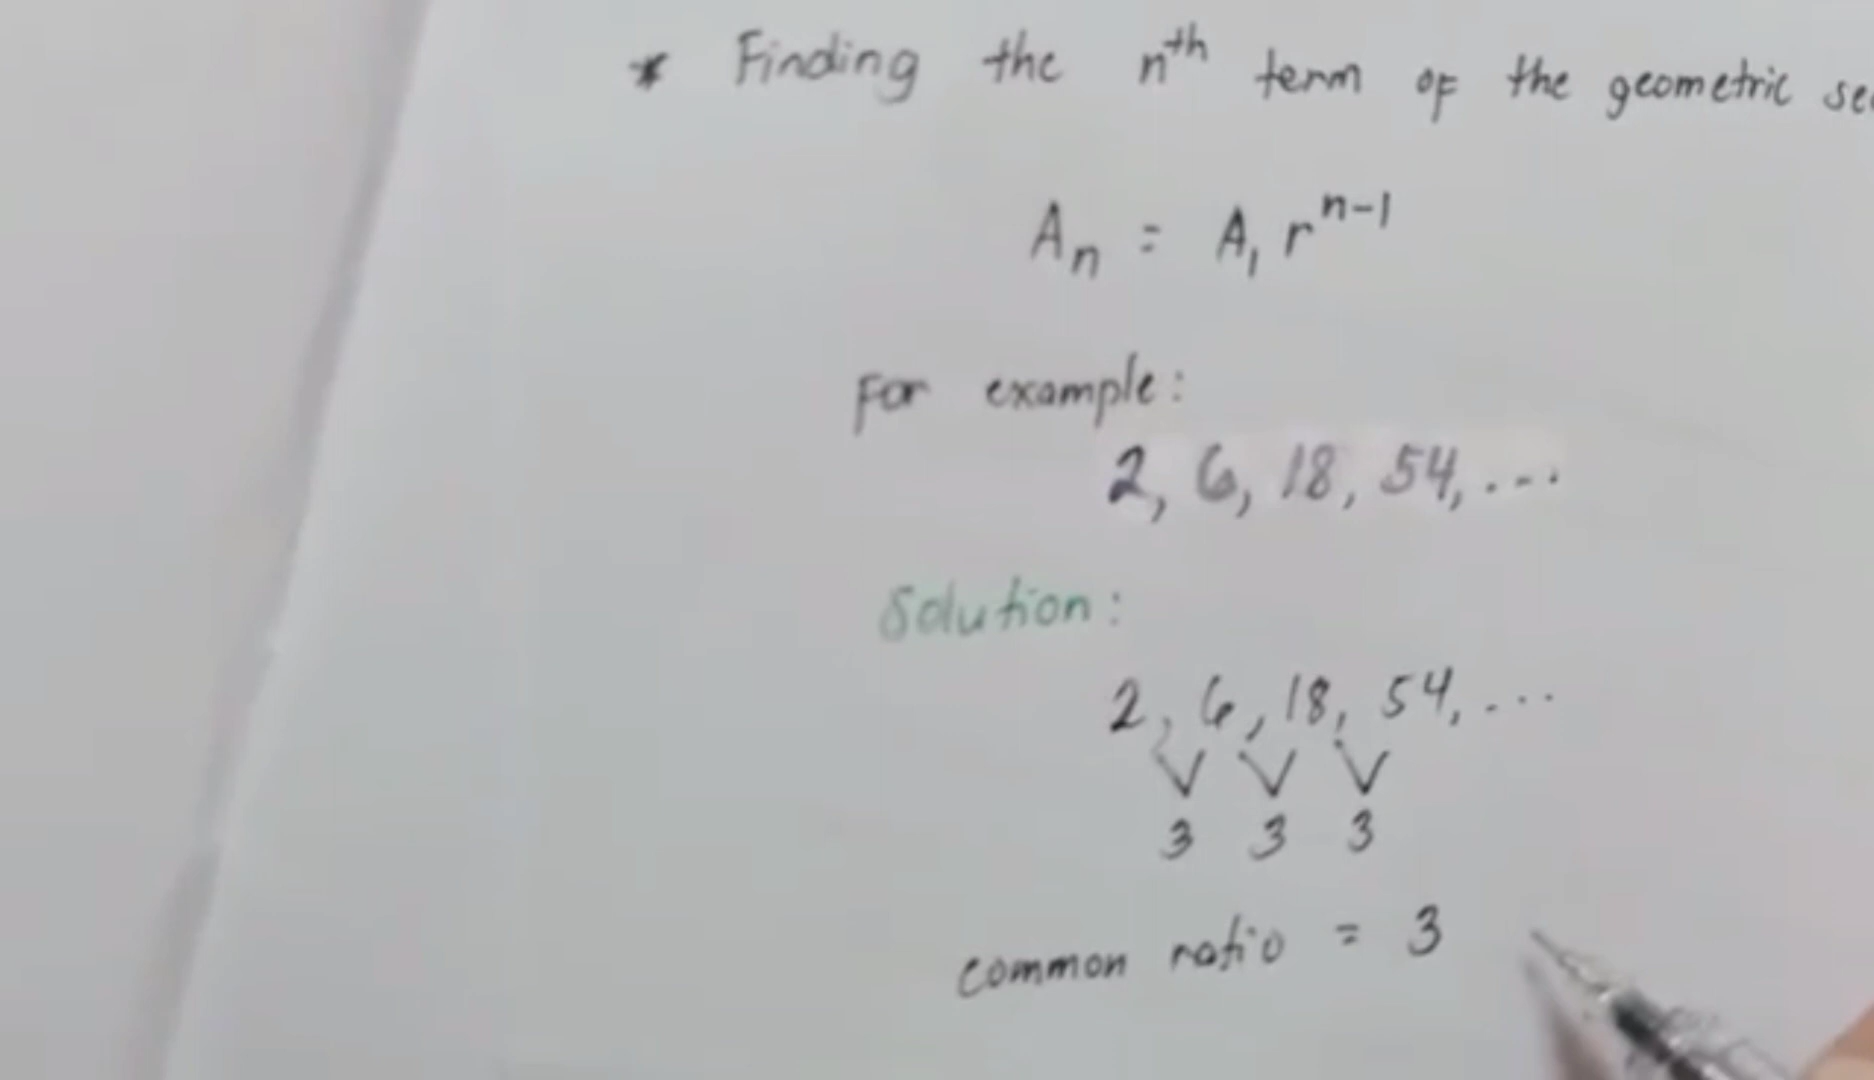 * Finding the nth term of the geometric
An = A1 r^n-1
For example:
2, 6, 18, 54, ...
Solution:
2, 6, 18, 54, ...
3 3 3
common ratio = 3